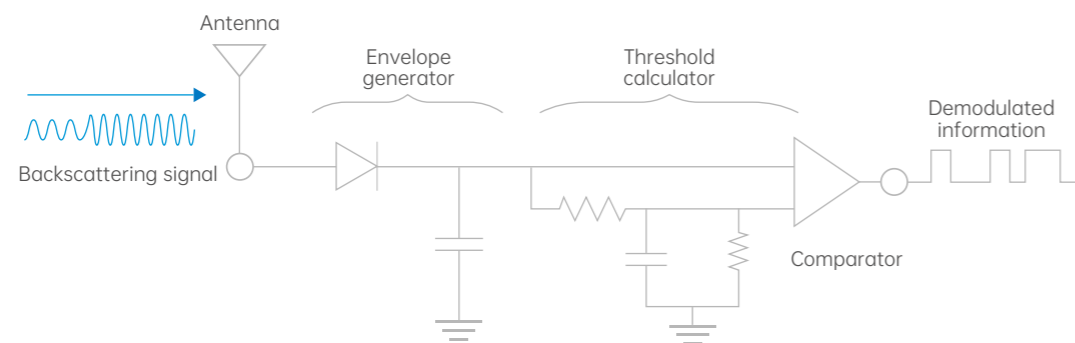 Antenna
Envelope
generator
Threshold
calculator
Demodulated
information
Backscattering signal
Comparator